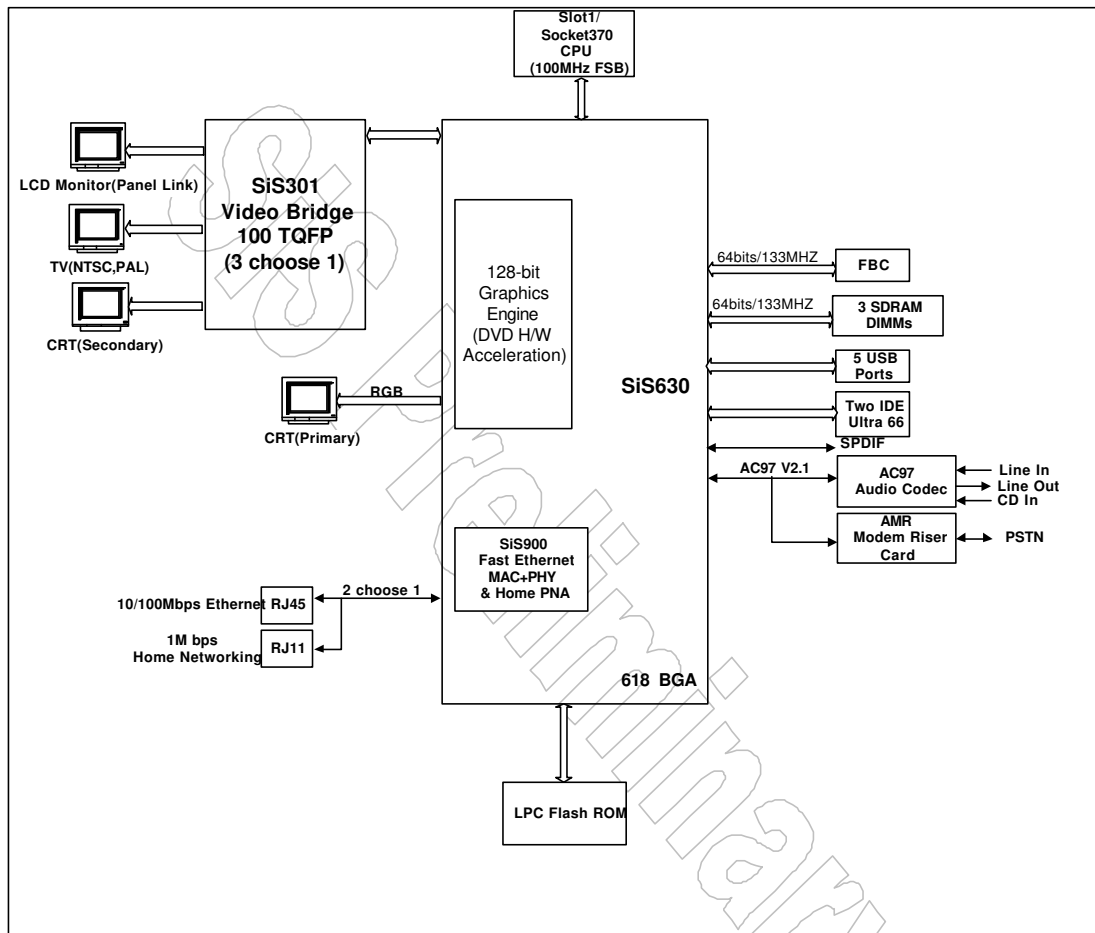 Slot1/
Socket370
CPU
(100MHz FSB)
SiS301
Video Bridge
100 TQFP
(3 choose 1)
LCD Monitor(Panel Link)
TV(NTSC,PAL)
CRT(Secondary)
128-bit
Graphics
Engine
(DVD H/W
Acceleration)
RGB
CRT(Primary)
SiS630
64bits/133MHZ
FBC
64bits/133MHZ
3 SDRAM
DIMMs
5 USB
Ports
Two IDE
Ultra 66
SPDIF
AC97 V2.1
AC97
Audio Codec
Line In
Line Out
CD In
AMR
Modem Riser
Card
PSTN
SiS900
Fast Ethernet
MAC+PHY
& Home PNA
2 choose 1
10/100Mbps Ethernet
RJ45
1M bps
Home Networking
RJ11
618 BGA
LPC Flash ROM
SiS Preliminary